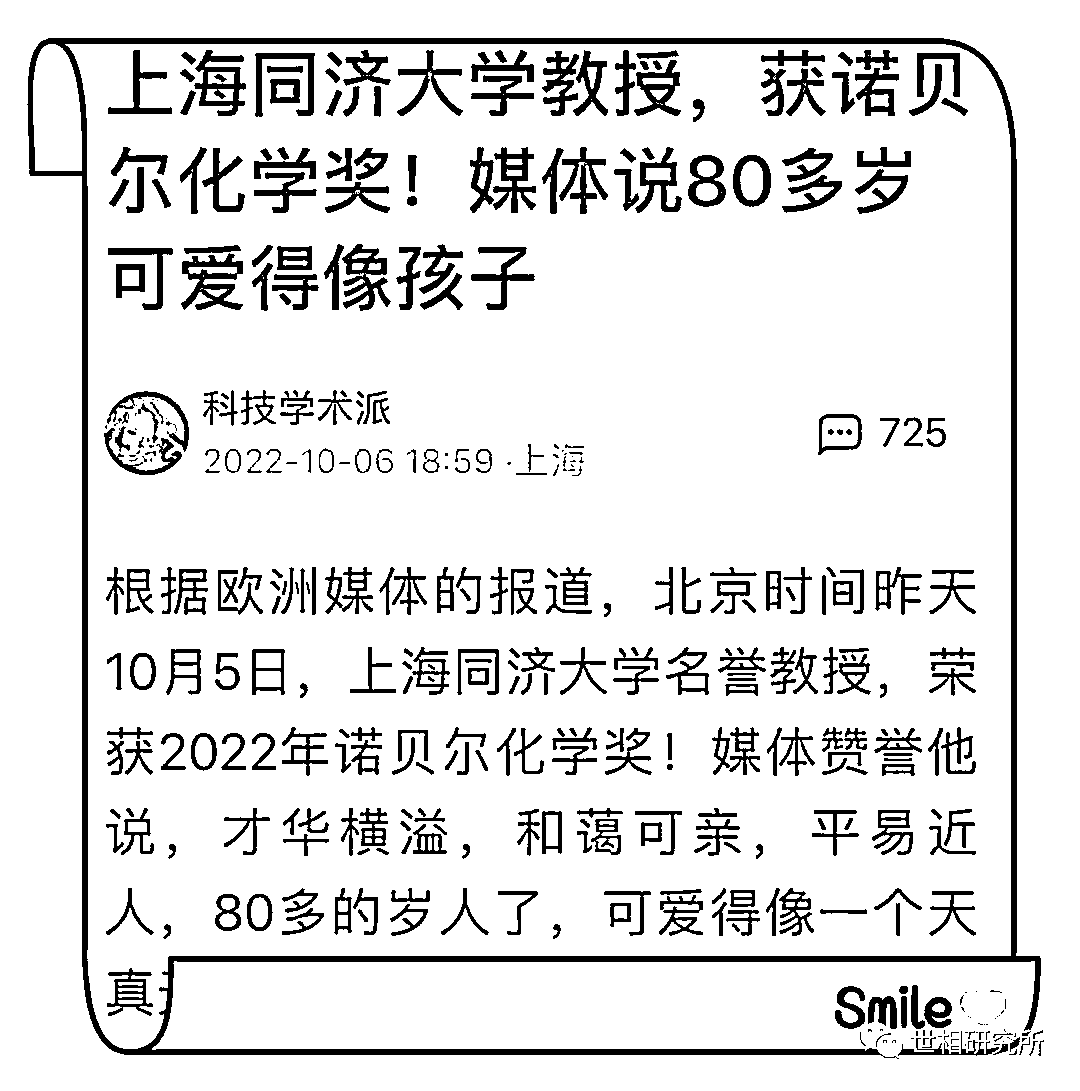 上海同济大学教授，获诺贝
尔化学奖！媒体说80多岁
可爱得像孩子
科技学术派
725
2022-10-06 18:59 ·上海
根据欧洲媒体的报道，北京时间昨天
10月5日，上海同济大学名誉教授，荣
获2022年诺贝尔化学奖！媒体赞誉他
说，才华横溢，和蔼可亲，平易近
人，80多的岁人了，可爱得像一个天
真
Smile
世相研究所